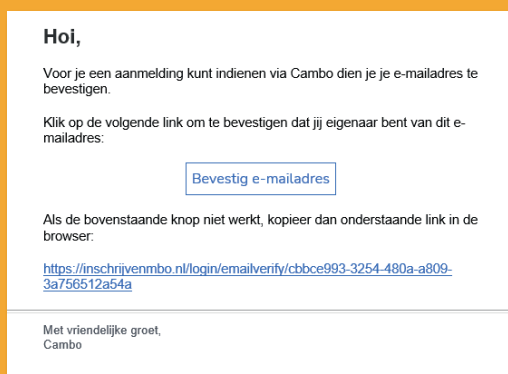 Hoi,
Voor je een aanmelding kunt indienen via Cambo dien je je e-mailadres te
bevestigen.
Klik op de volgende link om te bevestigen dat jij eigenaar bent van dit e-
mailadres:
Bevestig e-mailadres
Als de bovenstaande knop niet werkt, kopieer dan onderstaande link in de
browser:
https://inschrijvenmbo.nl/login/emailverify/cbbce993-3254-480a-a809-
3a756512a54a
Met vriendelijke groet,
Cambo